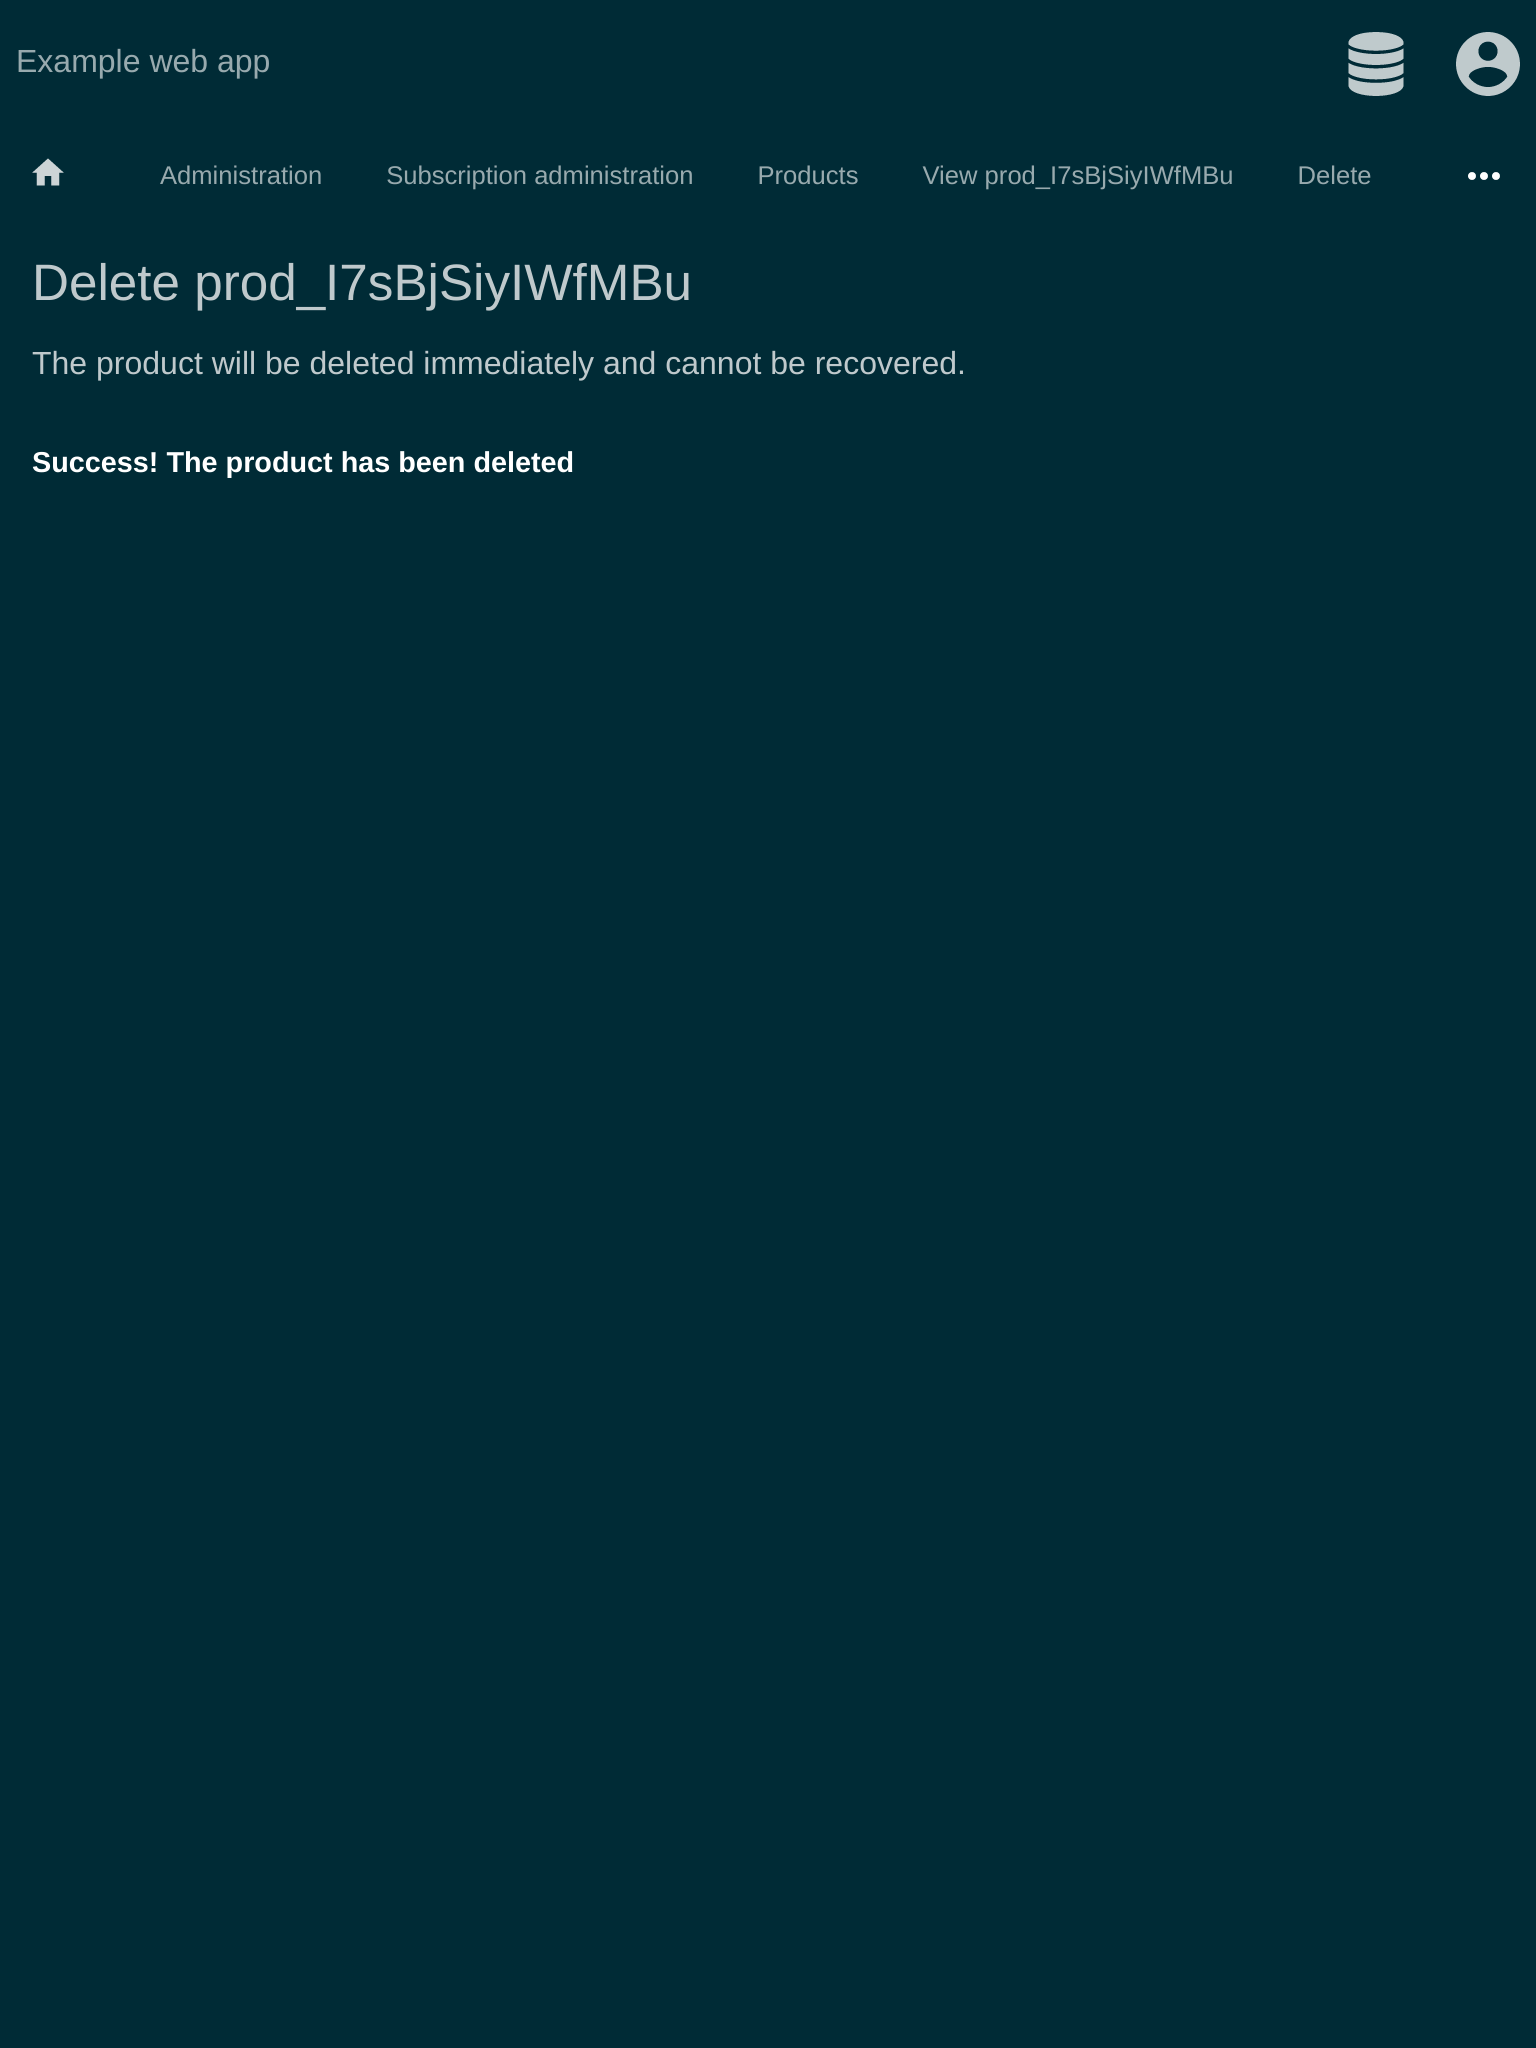 Example web app
Administration Subscription administration Products View prod_I7sBjSiyIWfMBu Delete
Delete prod_I7sBjSiyIWfMBu
The product will be deleted immediately and cannot be recovered.
Success! The product has been deleted